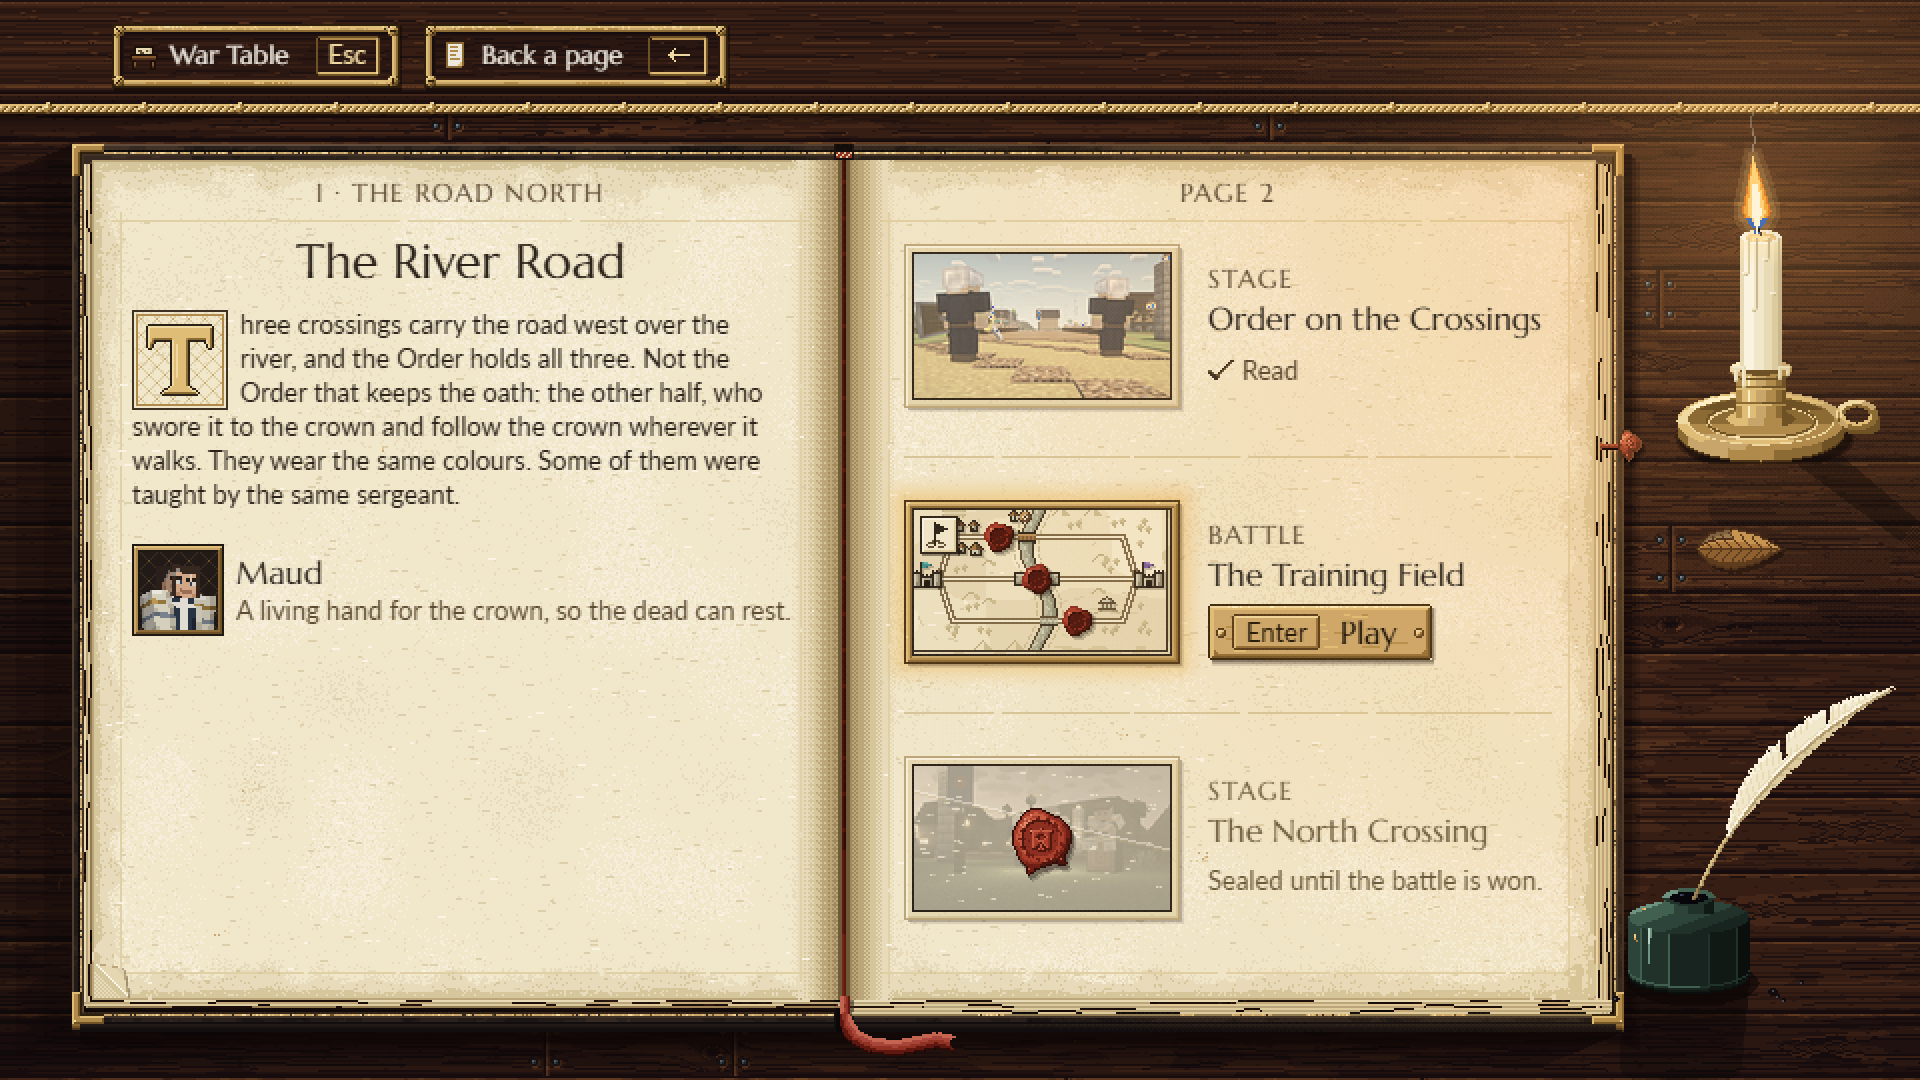 War Table Esc
Back a page ←
I · THE ROAD NORTH
The River Road
Three crossings carry the road west over the
river, and the Order holds all three. Not the
Order that keeps the oath: the other half, who
swore it to the crown and follow the crown wherever it
walks. They wear the same colours. Some of them were
taught by the same sergeant.
Maud
A living hand for the crown, so the dead can rest.
PAGE 2
STAGE
Order on the Crossings
✓ Read
BATTLE
The Training Field
Enter Play
STAGE
The North Crossing
Sealed until the battle is won.